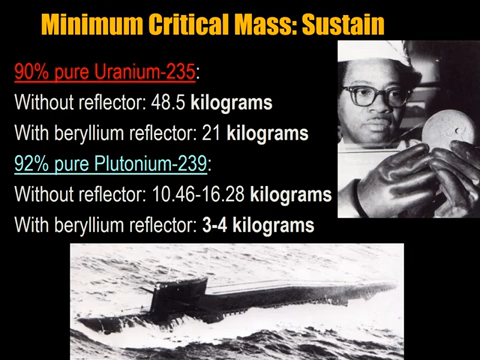 Minimum Critical Mass: Sustain
90% pure Uranium-235:
Without reflector: 48.5 kilograms
With beryllium reflector: 21 kilograms
92% pure Plutonium-239:
Without reflector: 10.46-16.28 kilograms
With beryllium reflector: 3-4 kilograms